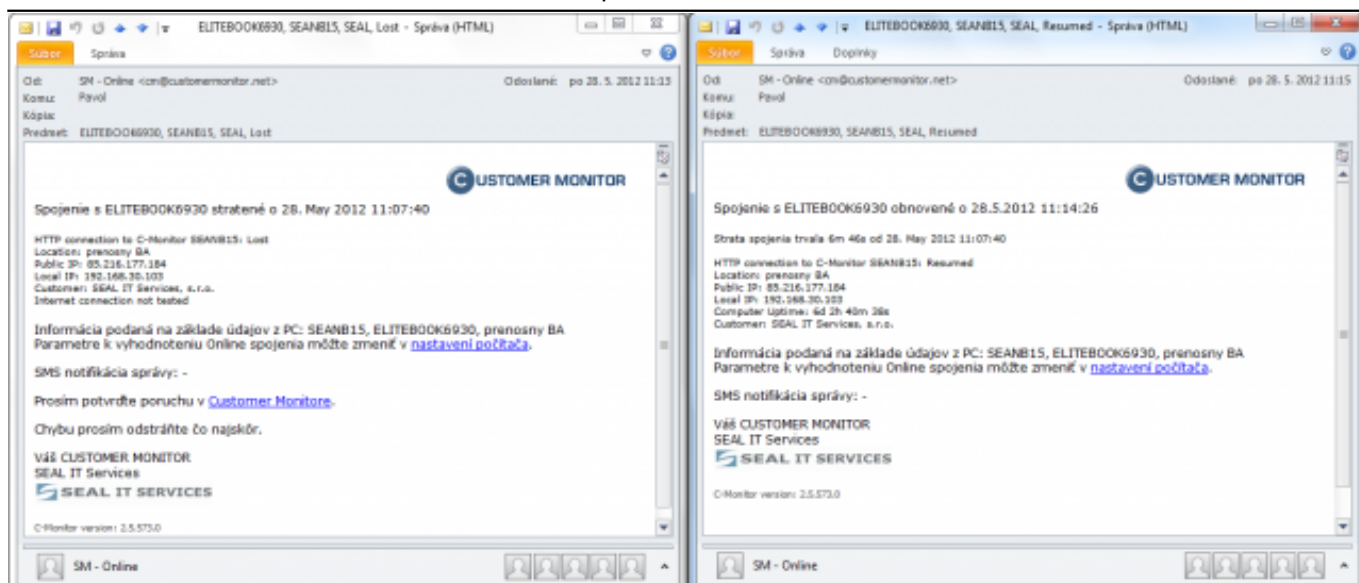 ELITEBOOK6930, SEANB15, SEAL, Lost - Správa (HTML)
Súbor Správa
Od: SM - Online <cm@customermonitor.net> Odoslané: po 28. 5. 2012 11:13
Komu: Pavol
Kópia:
Predmet: ELITEBOOK6930, SEANB15, SEAL, Lost
CUSTOMER MONITOR
Spojenie s ELITEBOOK6930 stratené o 28. May 2012 11:07:40
HTTP connection to C-Monitor SEANB15: Lost
Location: prenosny BA
Public IP: 85.216.177.184
Local IP: 192.168.30.103
Customer: SEAL IT Services, s.r.o.
Internet connection not tested
Informácia podaná na základe údajov z PC: SEANB15, ELITEBOOK6930, prenosny BA
Parametre k vyhodnoteniu Online spojenia môžte zmeniť v nastavení počítača.
SMS notifikácia správy: -
Prosím potvrďte poruchu v Customer Monitore.
Chybu prosím odstráňte čo najskôr.
Váš CUSTOMER MONITOR
SEAL IT Services
SEAL IT SERVICES
C-Monitor version: 2.5.573.0
SM - Online
ELITEBOOK6930, SEANB15, SEAL, Resumed - Správa (HTML)
Súbor Správa Doplnky
Od: SM - Online <cm@customermonitor.net> Odoslané: po 28. 5. 2012 11:15
Komu: Pavol
Kópia:
Predmet: ELITEBOOK6930, SEANB15, SEAL, Resumed
CUSTOMER MONITOR
Spojenie s ELITEBOOK6930 obnovené o 28.5.2012 11:14:26
Strata spojenia trvala 6m 46s od 28. May 2012 11:07:40
HTTP connection to C-Monitor SEANB15: Resumed
Location: prenosny BA
Public IP: 85.216.177.184
Local IP: 192.168.30.103
Computer Uptime: 6d 2h 40m 38s
Customer: SEAL IT Services, s.r.o.
Informácia podaná na základe údajov z PC: SEANB15, ELITEBOOK6930, prenosny BA
Parametre k vyhodnoteniu Online spojenia môžte zmeniť v nastavení počítača.
SMS notifikácia správy: -
Váš CUSTOMER MONITOR
SEAL IT Services
SEAL IT SERVICES
C-Monitor version: 2.5.573.0
SM - Online